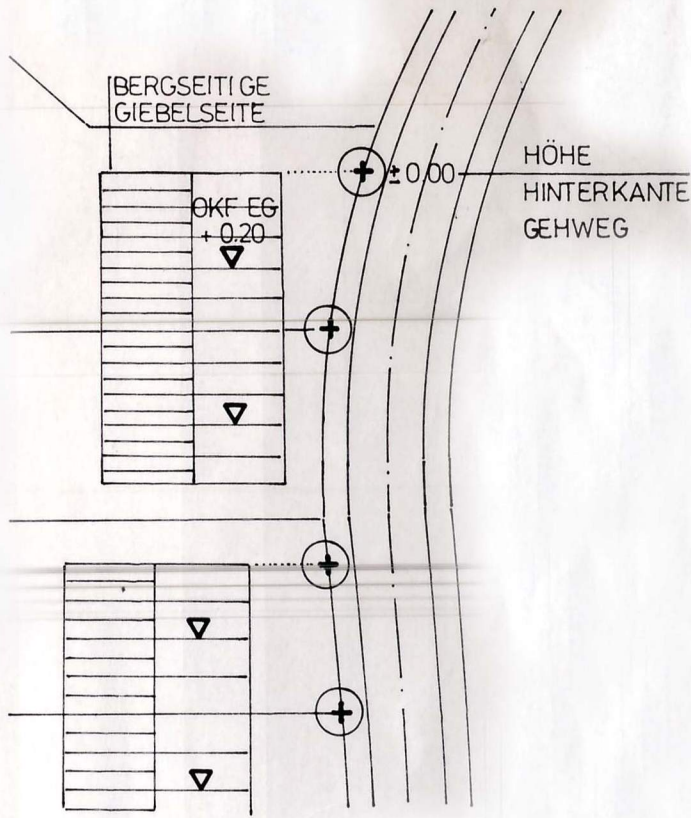 BERGSEITIGE
GIEBELSEITE
OKF EG
+ 0.20
± 0.00
HÖHE
HINTERKANTE
GEHWEG